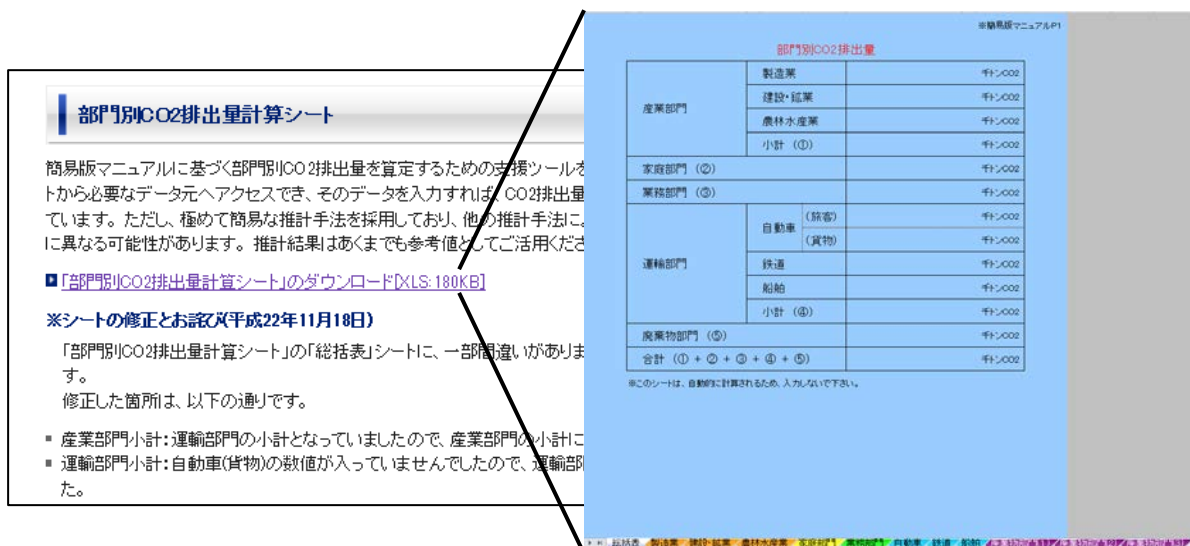 部門別CO2排出量計算シート
簡易版マニュアルに基づく部門別CO2排出量を算定するための支援ツールを
トから必要なデータ元へアクセスでき、そのデータを入力すれば、CO2排出量
ています。ただし、極めて簡易な推計手法を採用しており、他の推計手法に
に異なる可能性があります。推計結果はあくまでも参考値としてご活用くださ
「部門別CO2排出量計算シート」のダウンロード[XLS:180KB]
※シートの修正とお詫び(平成22年11月18日)
「部門別CO2排出量計算シート」の「総括表」シートに、一部間違いがありま
す。
修正した箇所は、以下の通りです。
産業部門小計:運輸部門の小計となっていましたので、産業部門の小計に
運輸部門小計:自動車(貨物)の数値が入っていませんでしたので、運輸部
た。
※簡易版マニュアルP1
部門別CO2排出量
産業部門
製造業 千トンCO2
建設・鉱業 千トンCO2
農林水産業 千トンCO2
小計 (①) 千トンCO2
家庭部門 (②) 千トンCO2
業務部門 (③) 千トンCO2
運輸部門
自動車
(旅客) 千トンCO2
(貨物) 千トンCO2
鉄道 千トンCO2
船舶 千トンCO2
小計 (④) 千トンCO2
廃棄物部門 (⑤) 千トンCO2
合計 (① + ② + ③ + ④ + ⑤) 千トンCO2
※このシートは、自動的に計算されるため、入力しないで下さい。
総括表 製造業 建設・鉱業 農林水産業 家庭部門 業務部門 自動車 鉄道 船舶